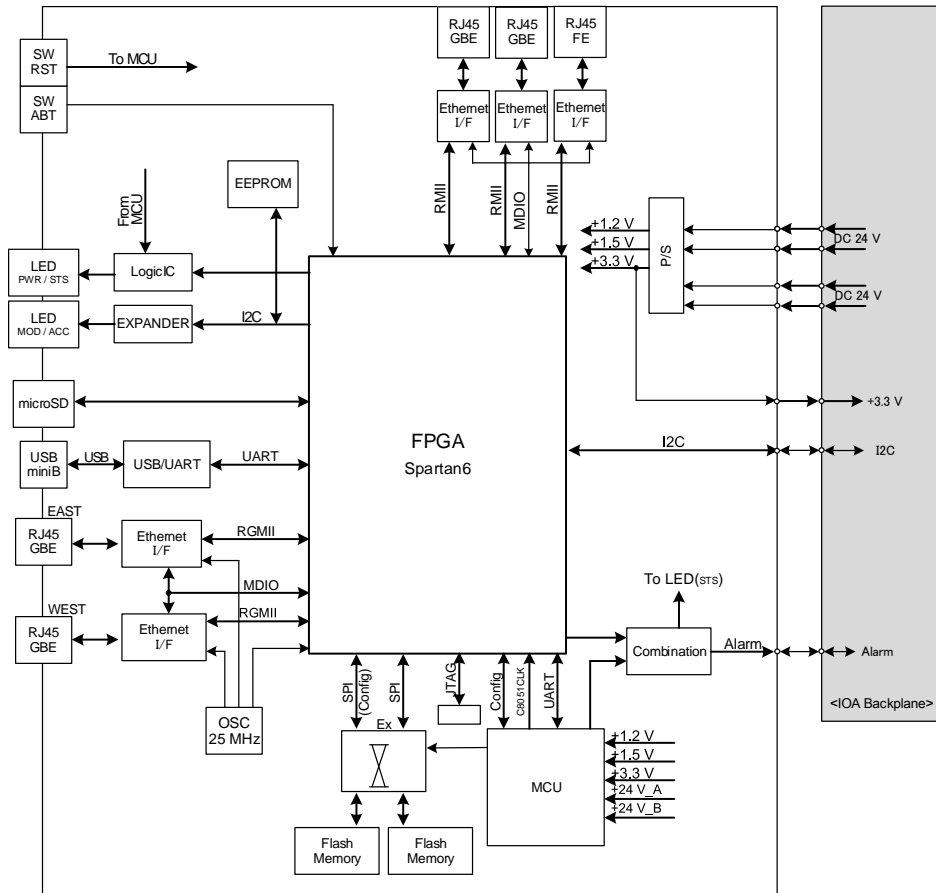 RJ45
GBE
RJ45
GBE
RJ45
FE
SW
RST
To MCU
SW
ABT
Ethernet
I/F
Ethernet
I/F
Ethernet
I/F
EEPROM
RMII
RMII
MDIO
RMII
From
MCU
+1.2 V
+1.5 V
+3.3 V
P/S
DC 24 V
DC 24 V
LED
PWR / STS
LogicIC
LED
MOD / ACC
EXPANDER
I2C
microSD
+3.3 V
FPGA
Spartan6
I2C
I2C
USB
miniB
USB
USB/UART
UART
EAST
RJ45
GBE
Ethernet
I/F
RGMII
MDIO
WEST
RJ45
GBE
Ethernet
I/F
RGMII
To LED(STS)
Combination
Alarm
Alarm
SPI
(Config)
SPI
JTAG
Config
C8051CLK
UART
OSC
25 MHz
Ex
<IOA Backplane>
MCU
+1.2 V
+1.5 V
+3.3 V
+24 V_A
+24 V_B
Flash
Memory
Flash
Memory